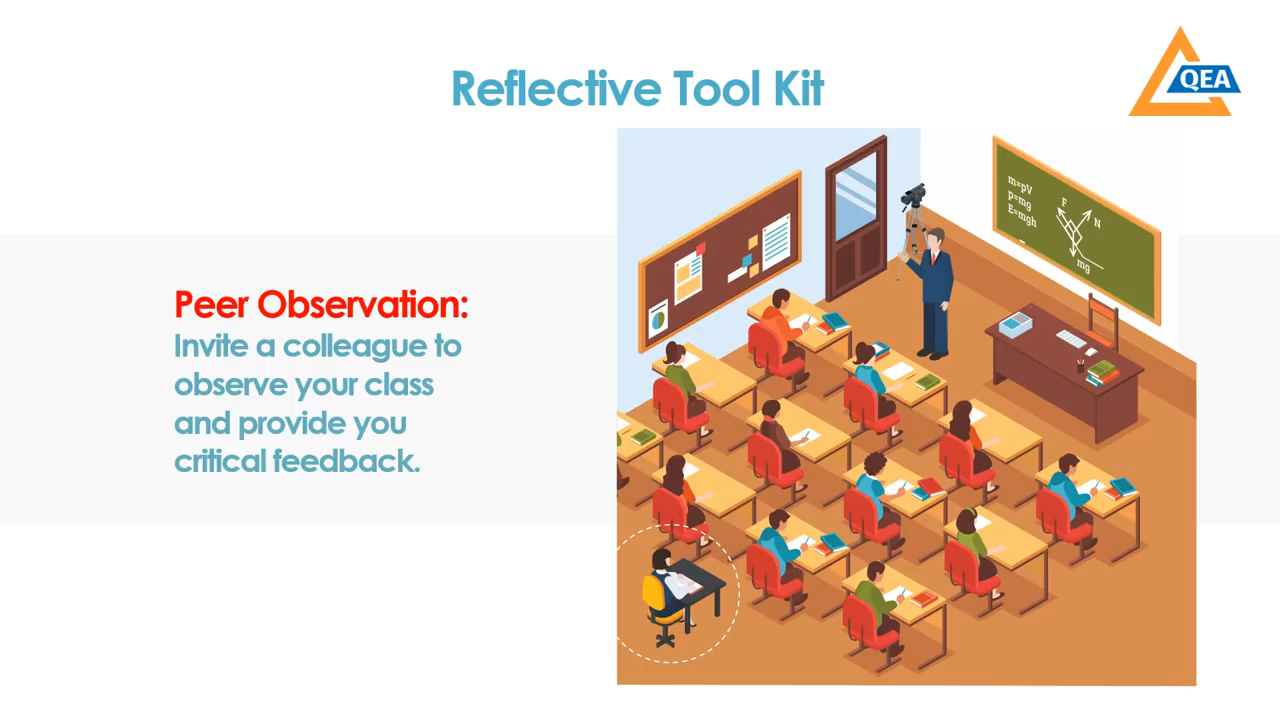 Reflective Tool Kit
QEA
Peer Observation:
Invite a colleague to
observe your class
and provide you
critical feedback.
m=pV
p=mg
E=mgh
F
N
mg